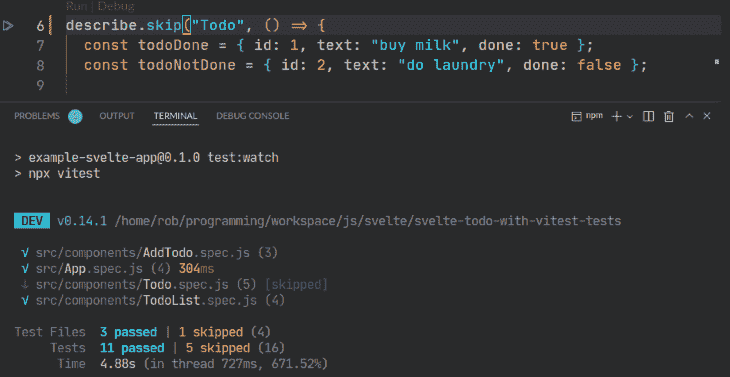 Run | Debug
6 describe.skip("Todo", () => {
7 const todoDone = { id: 1, text: "buy milk", done: true };
8 const todoNotDone = { id: 2, text: "do laundry", done: false };
9
PROBLEMS OUTPUT TERMINAL DEBUG CONSOLE npm
> example-svelte-app@0.1.0 test:watch
> npx vitest
DEV v0.14.1 /home/rob/programming/workspace/js/svelte/svelte-todo-with-vitest-tests
√ src/components/AddTodo.spec.js (3)
√ src/App.spec.js (4) 304ms
↓ src/components/Todo.spec.js (5) [skipped]
√ src/components/TodoList.spec.js (4)
Test Files 3 passed | 1 skipped (4)
Tests 11 passed | 5 skipped (16)
Time 4.88s (in thread 727ms, 671.52%)